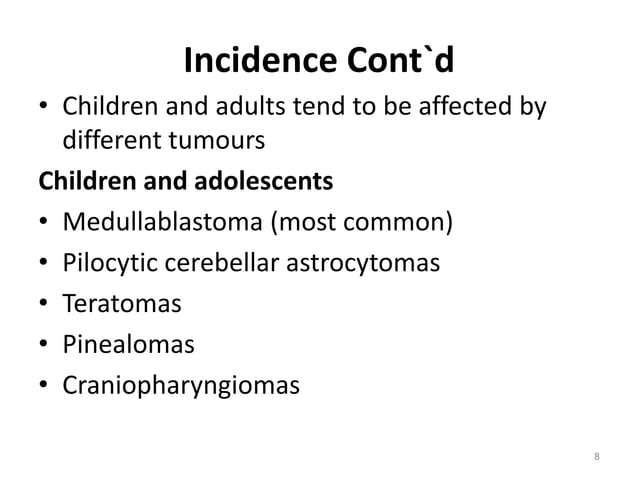 Incidence Cont`d
• Children and adults tend to be affected by
different tumours
Children and adolescents
• Medullablastoma (most common)
• Pilocytic cerebellar astrocytomas
• Teratomas
• Pinealomas
• Craniopharyngiomas
8